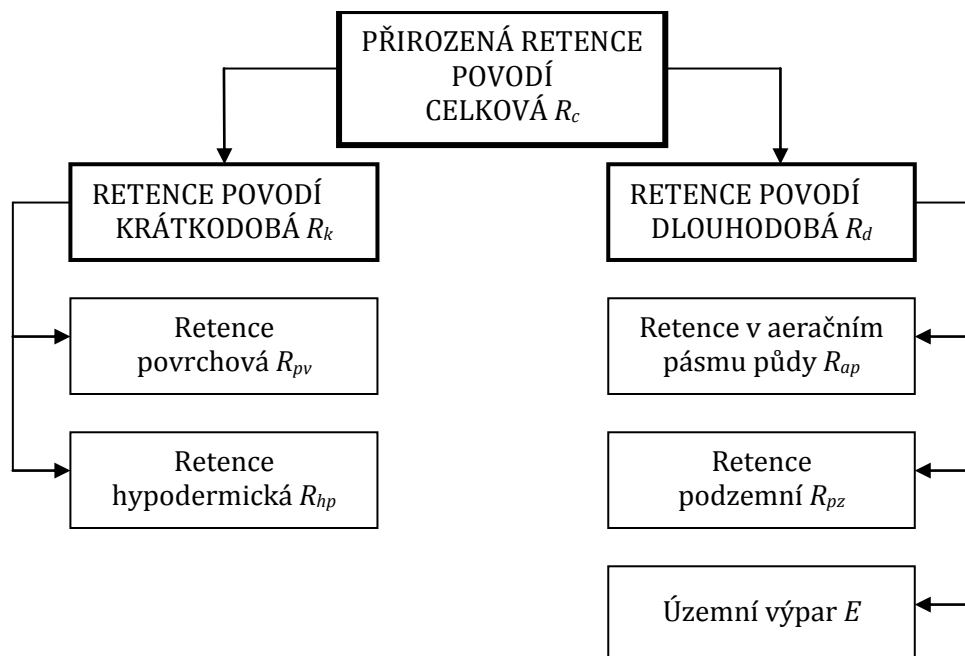 PŘIROZENÁ RETENCE
POVODÍ
CELKOVÁ Rc
RETENCE POVODÍ
KRÁTKODOBÁ Rk
RETENCE POVODÍ
DLOUHODOBÁ Rd
Retence
povrchová Rpv
Retence v aeračním
pásmu půdy Rap
Retence
hypodermická Rhp
Retence
podzemní Rpz
Územní výpar E